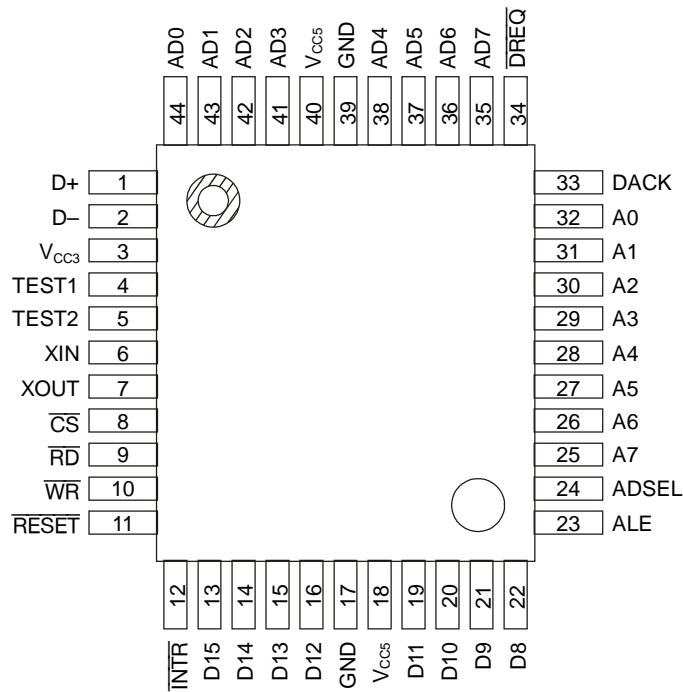 AD0 AD1 AD2 AD3 VCC5 GND AD4 AD5 AD6 AD7 DREQ
44 43 42 41 40 39 38 37 36 35 34
D+ 1 33 DACK
D– 2 32 A0
VCC3 3 31 A1
TEST1 4 30 A2
TEST2 5 29 A3
XIN 6 28 A4
XOUT 7 27 A5
CS 8 26 A6
RD 9 25 A7
WR 10 24 ADSEL
RESET 11 23 ALE
12 13 14 15 16 17 18 19 20 21 22
INTR D15 D14 D13 D12 GND VCC5 D11 D10 D9 D8